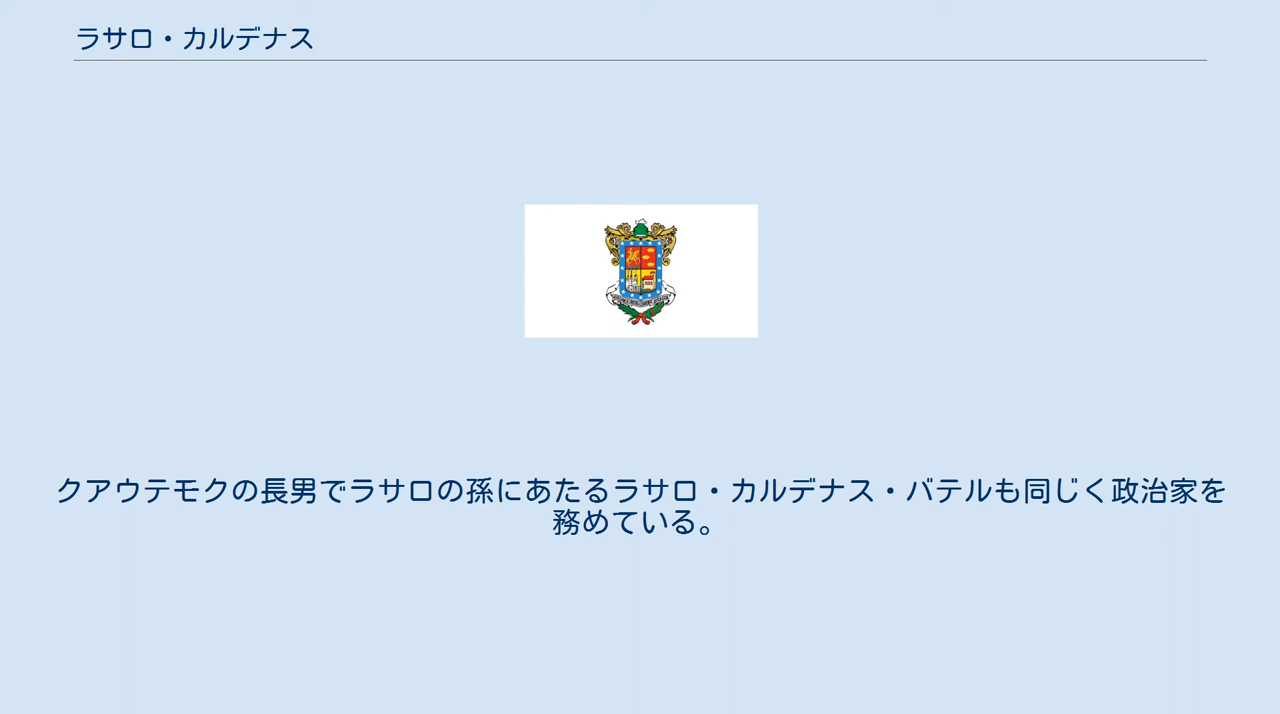 ラサロ・カルデナス
クアウテモクの長男でラサロの孫にあたるラサロ・カルデナス・バテルも同じく政治家を
務めている。